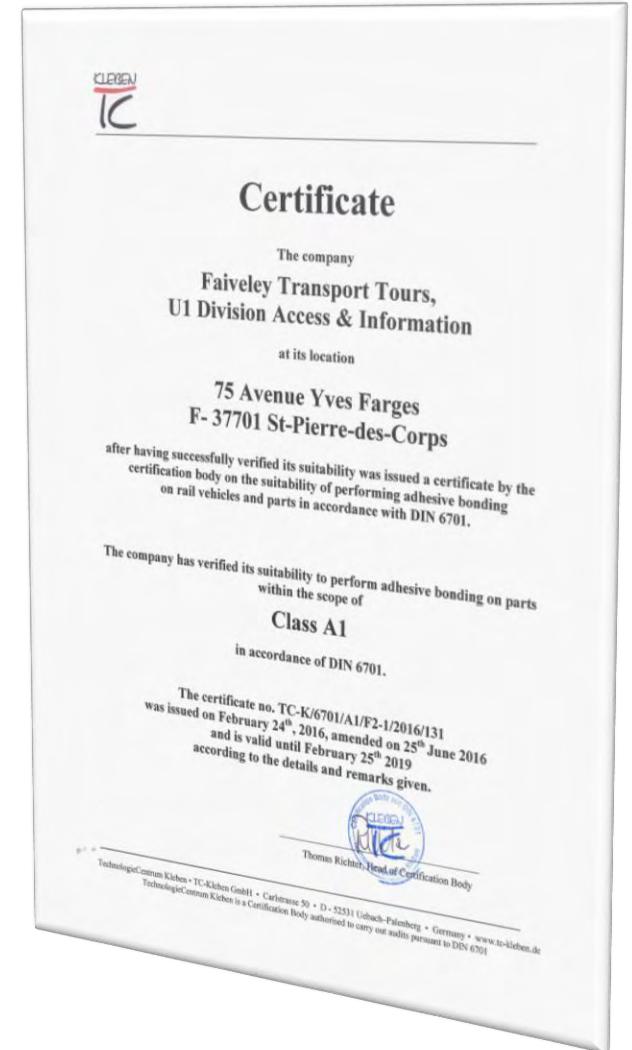 KLEBEN
TC
Certificate
The company
Faiveley Transport Tours,
U1 Division Access & Information
at its location
75 Avenue Yves Farges
F- 37701 St-Pierre-des-Corps
after having successfully verified its suitability was issued a certificate by the
certification body on the suitability of performing adhesive bonding
on rail vehicles and parts in accordance with DIN 6701.
The company has verified its suitability to perform adhesive bonding on parts
within the scope of
Class A1
in accordance of DIN 6701.
The certificate no. TC-K/6701/A1/F2-1/2016/131
was issued on February 24th, 2016, amended on 25th June 2016
and is valid until February 25th 2019
according to the details and remarks given.
KLEBEN
TC
Thomas Richter, Head of Certification Body
TechnologieCentrum Kleben • TC-Kleben GmbH • Carlstrasse 50 • D - 52531 Uebach-Palenberg • Germany • www.tc-kleben.de
TechnologieCentrum Kleben is a Certification Body authorised to carry out audits pursuant to DIN 6701